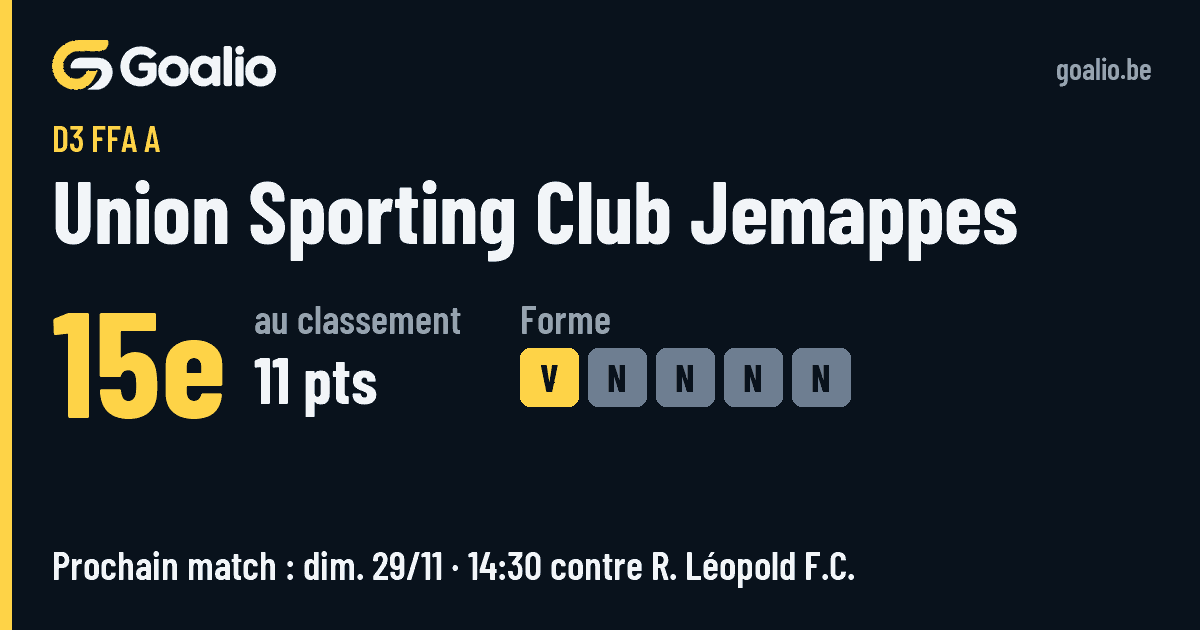 Goalio
goalio.be
D3 FFA A
Union Sporting Club Jemappes
15e
au classement
11 pts
Forme
V N N N N
Prochain match : dim. 29/11 · 14:30 contre R. Léopold F.C.